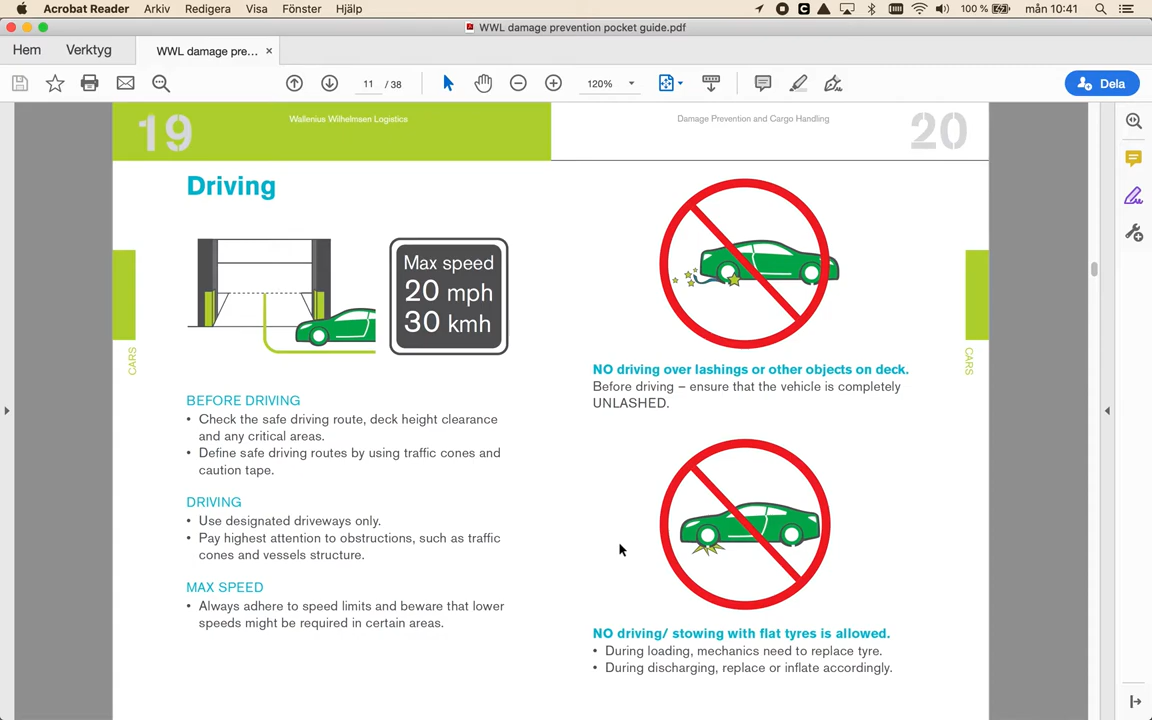 Acrobat Reader Arkiv Redigera Visa Fönster Hjälp 100 % mån 10:41
WWL damage prevention pocket guide.pdf
Hem Verktyg WWL damage pre... ×
11 / 38 120% Dela
19 Wallenius Wilhelmsen Logistics
Damage Prevention and Cargo Handling 20
Driving
Max speed
20 mph
30 kmh
CARS
CARS
BEFORE DRIVING
• Check the safe driving route, deck height clearance
and any critical areas.
• Define safe driving routes by using traffic cones and
caution tape.
DRIVING
• Use designated driveways only.
• Pay highest attention to obstructions, such as traffic
cones and vessels structure.
MAX SPEED
• Always adhere to speed limits and beware that lower
speeds might be required in certain areas.
NO driving over lashings or other objects on deck.
Before driving – ensure that the vehicle is completely
UNLASHED.
NO driving/ stowing with flat tyres is allowed.
• During loading, mechanics need to replace tyre.
• During discharging, replace or inflate accordingly.